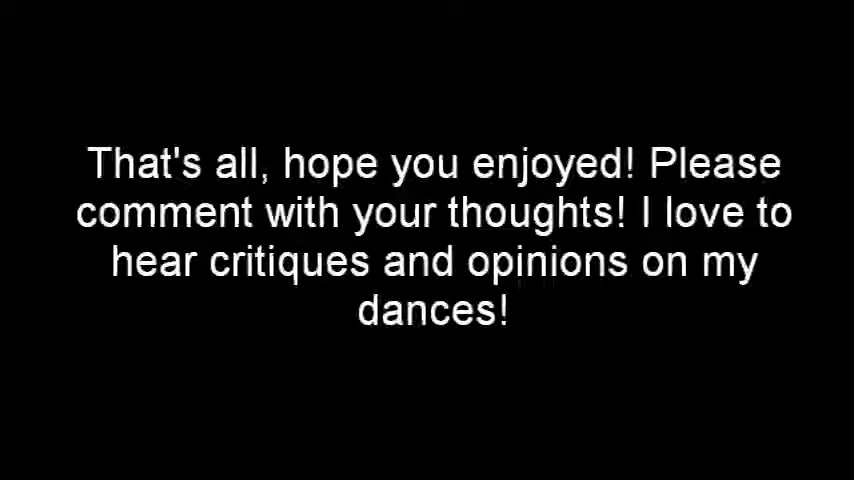 That's all, hope you enjoyed! Please
comment with your thoughts! I love to
hear critiques and opinions on my
dances!